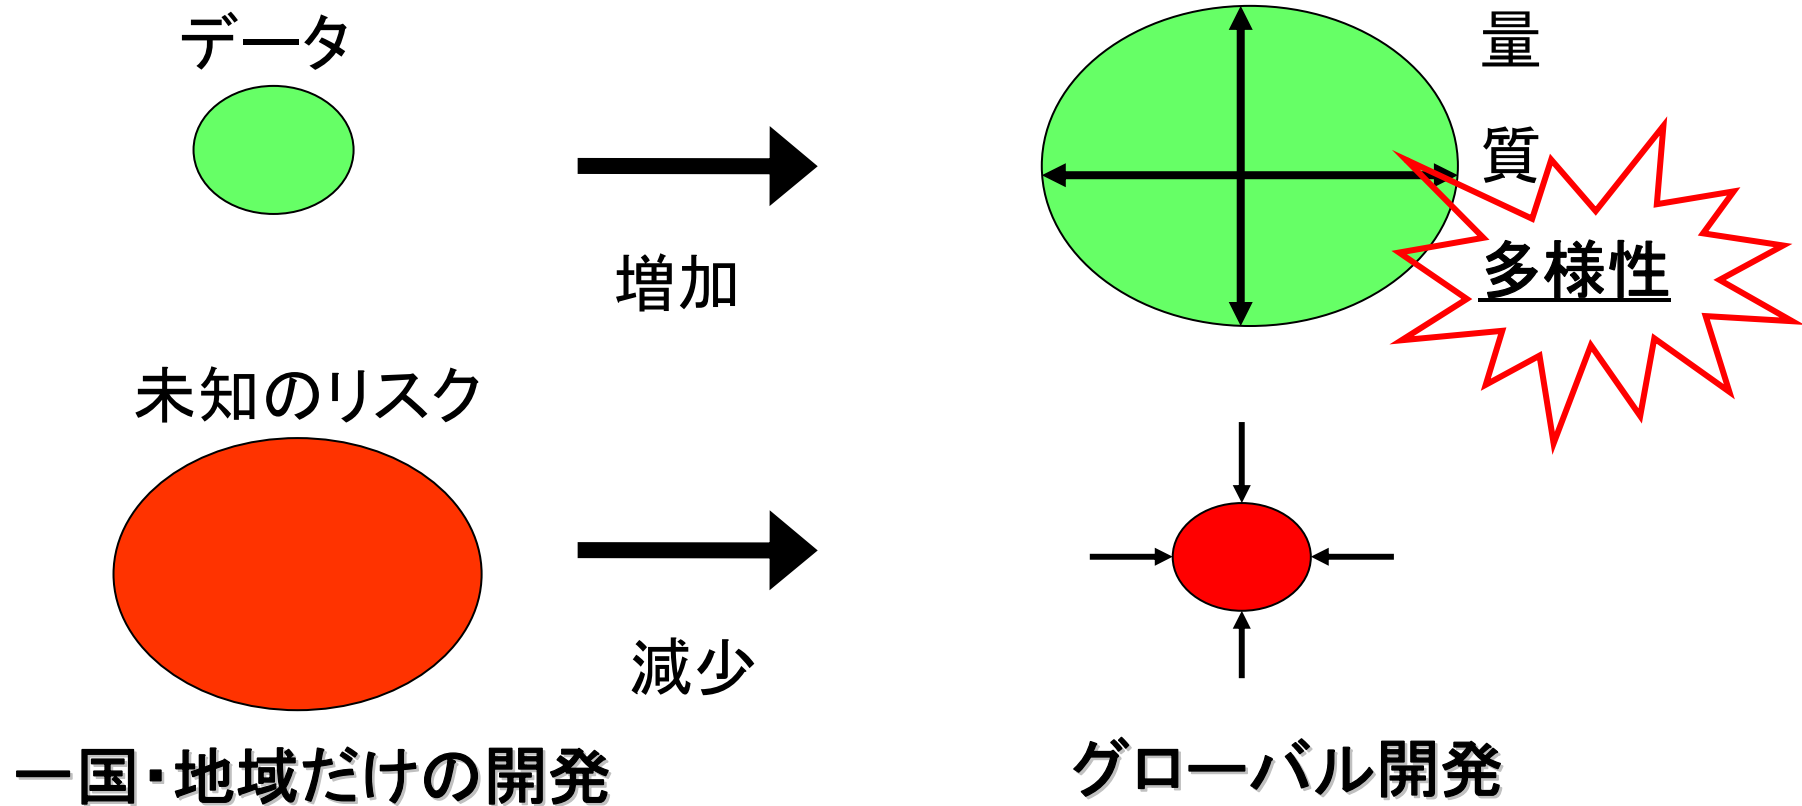 データ
量
質
増加
多様性
未知のリスク
減少
一国・地域だけの開発
グローバル開発